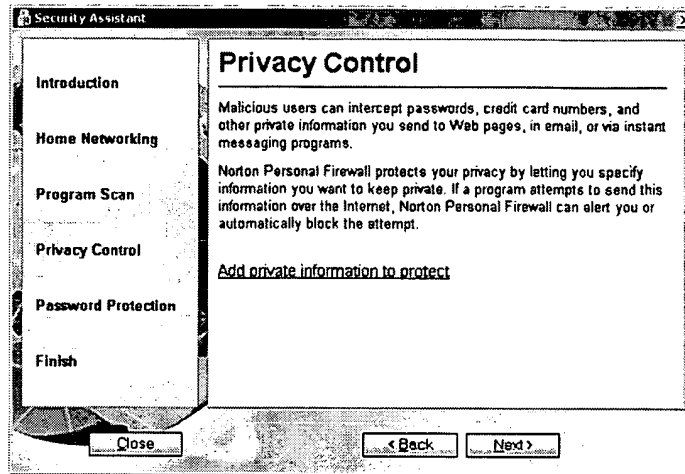 Security Assistant
Introduction
Home Networking
Program Scan
Privacy Control
Password Protection
Finish
Privacy Control
Malicious users can intercept passwords, credit card numbers, and
other private information you send to Web pages, in email, or via instant
messaging programs.
Norton Personal Firewall protects your privacy by letting you specify
information you want to keep private. If a program attempts to send this
information over the Internet, Norton Personal Firewall can alert you or
automatically block the attempt.
Add private information to protect
Close
< Back
Next >